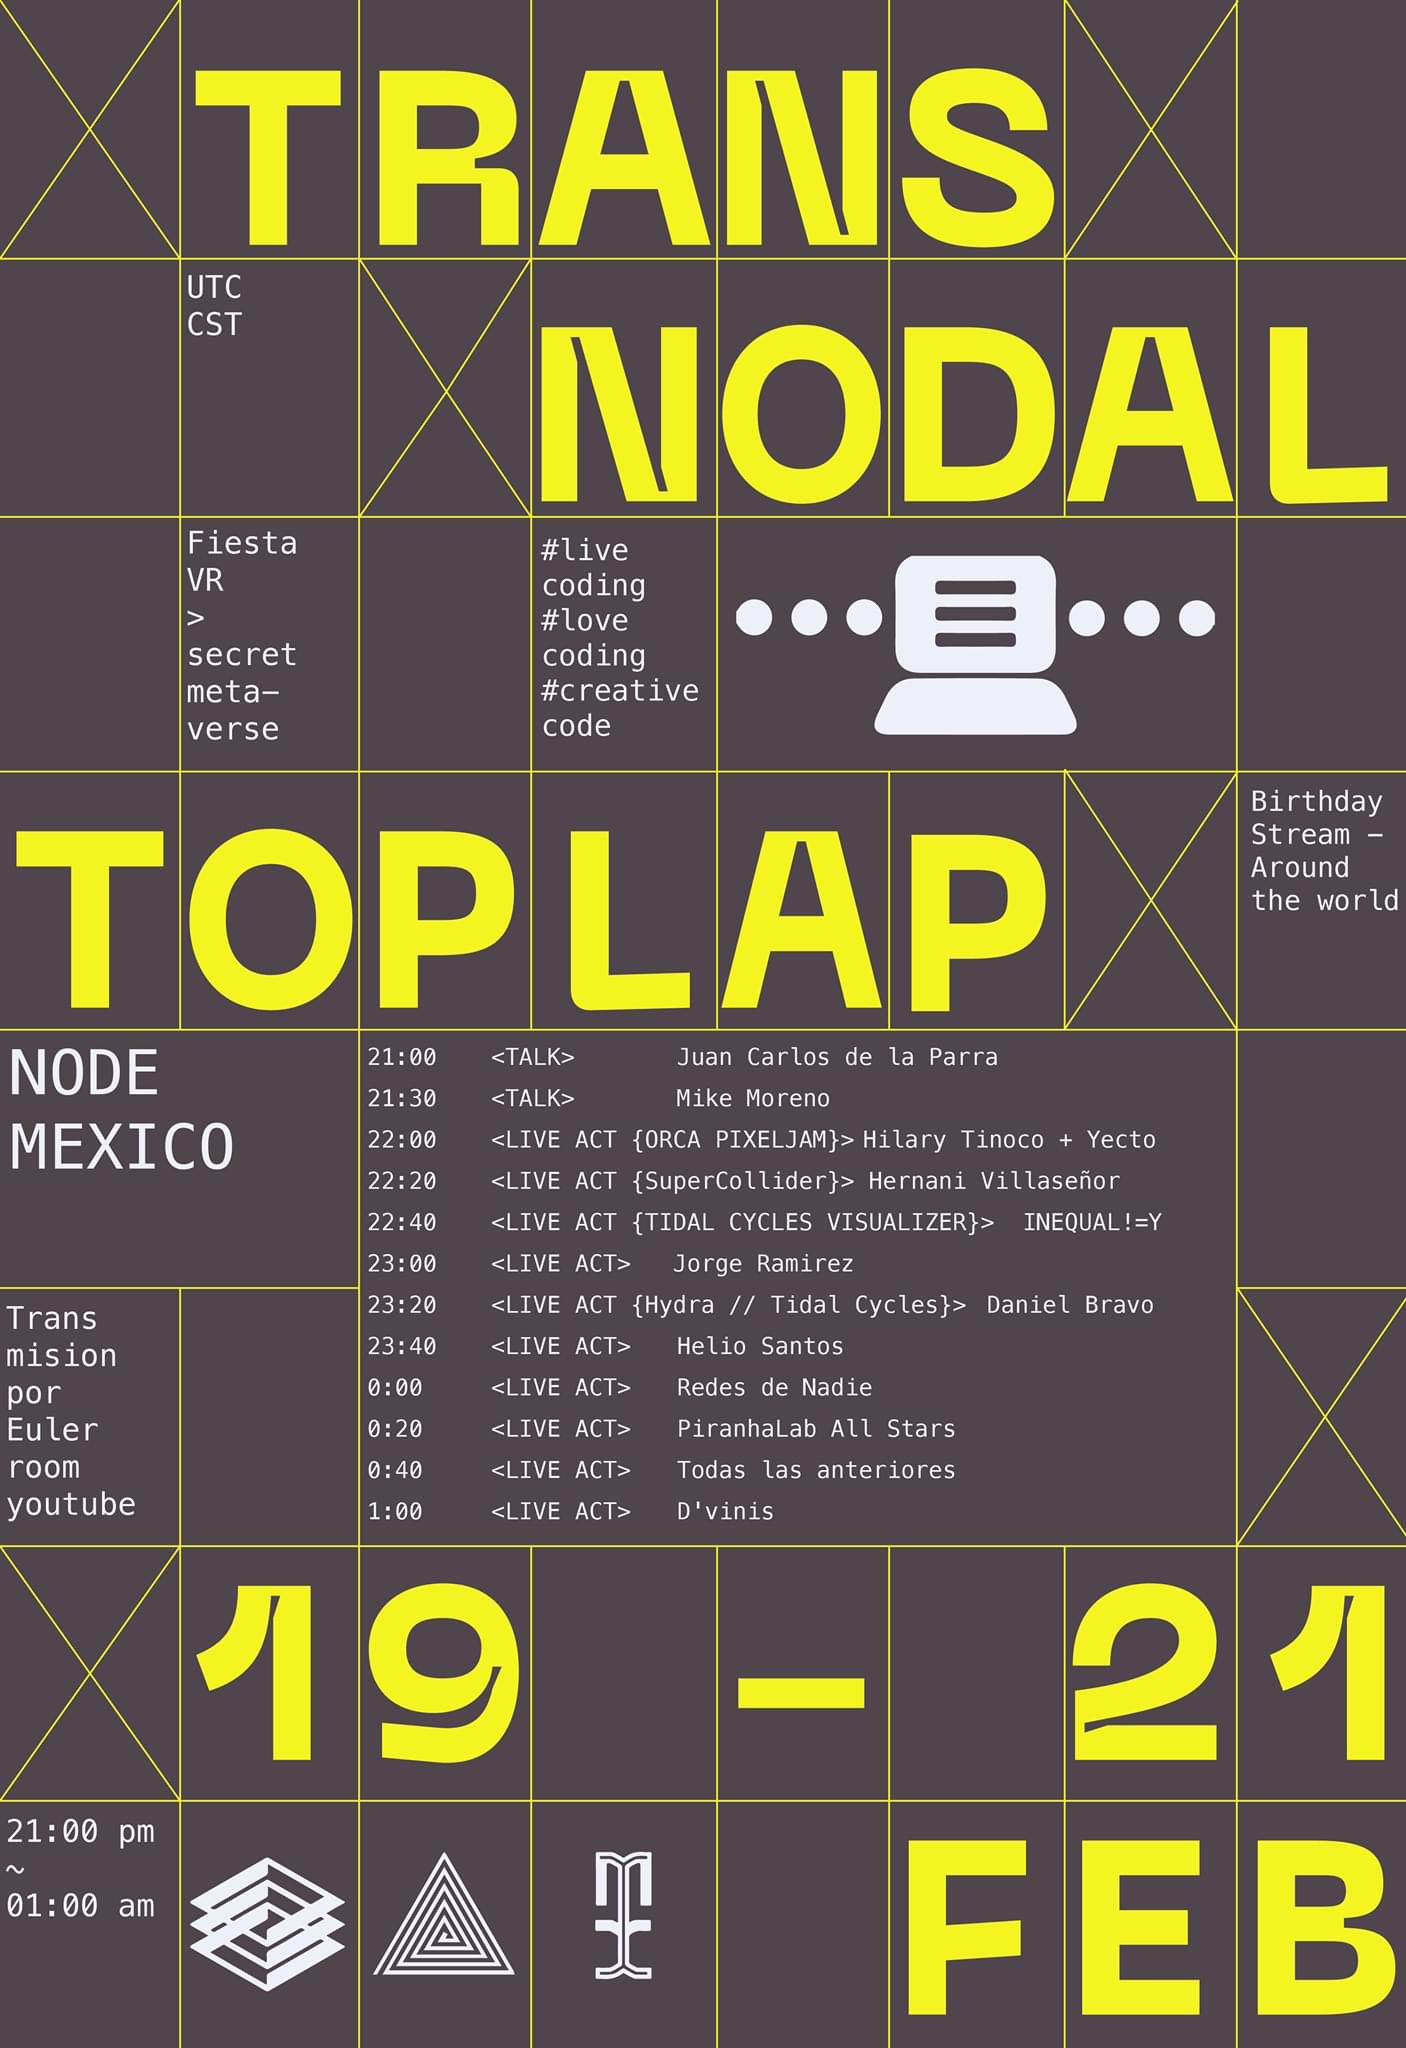 TRANS
UTC
CST
NODAL
Fiesta
VR
>
secret
meta-
verse
#live
coding
#love
coding
#creative
code
TOPLAP
Birthday
Stream -
Around
the world
NODE
MEXICO
21:00 <TALK> Juan Carlos de la Parra
21:30 <TALK> Mike Moreno
22:00 <LIVE ACT {ORCA PIXELJAM}> Hilary Tinoco + Yecto
22:20 <LIVE ACT {SuperCollider}> Hernani Villaseñor
22:40 <LIVE ACT {TIDAL CYCLES VISUALIZER}> INEQUAL!=Y
23:00 <LIVE ACT> Jorge Ramirez
23:20 <LIVE ACT {Hydra // Tidal Cycles}> Daniel Bravo
23:40 <LIVE ACT> Helio Santos
0:00 <LIVE ACT> Redes de Nadie
0:20 <LIVE ACT> PiranhaLab All Stars
0:40 <LIVE ACT> Todas las anteriores
1:00 <LIVE ACT> D'vinis
Trans
mision
por
Euler
room
youtube
19 - 21
21:00 pm
~
01:00 am
FEB